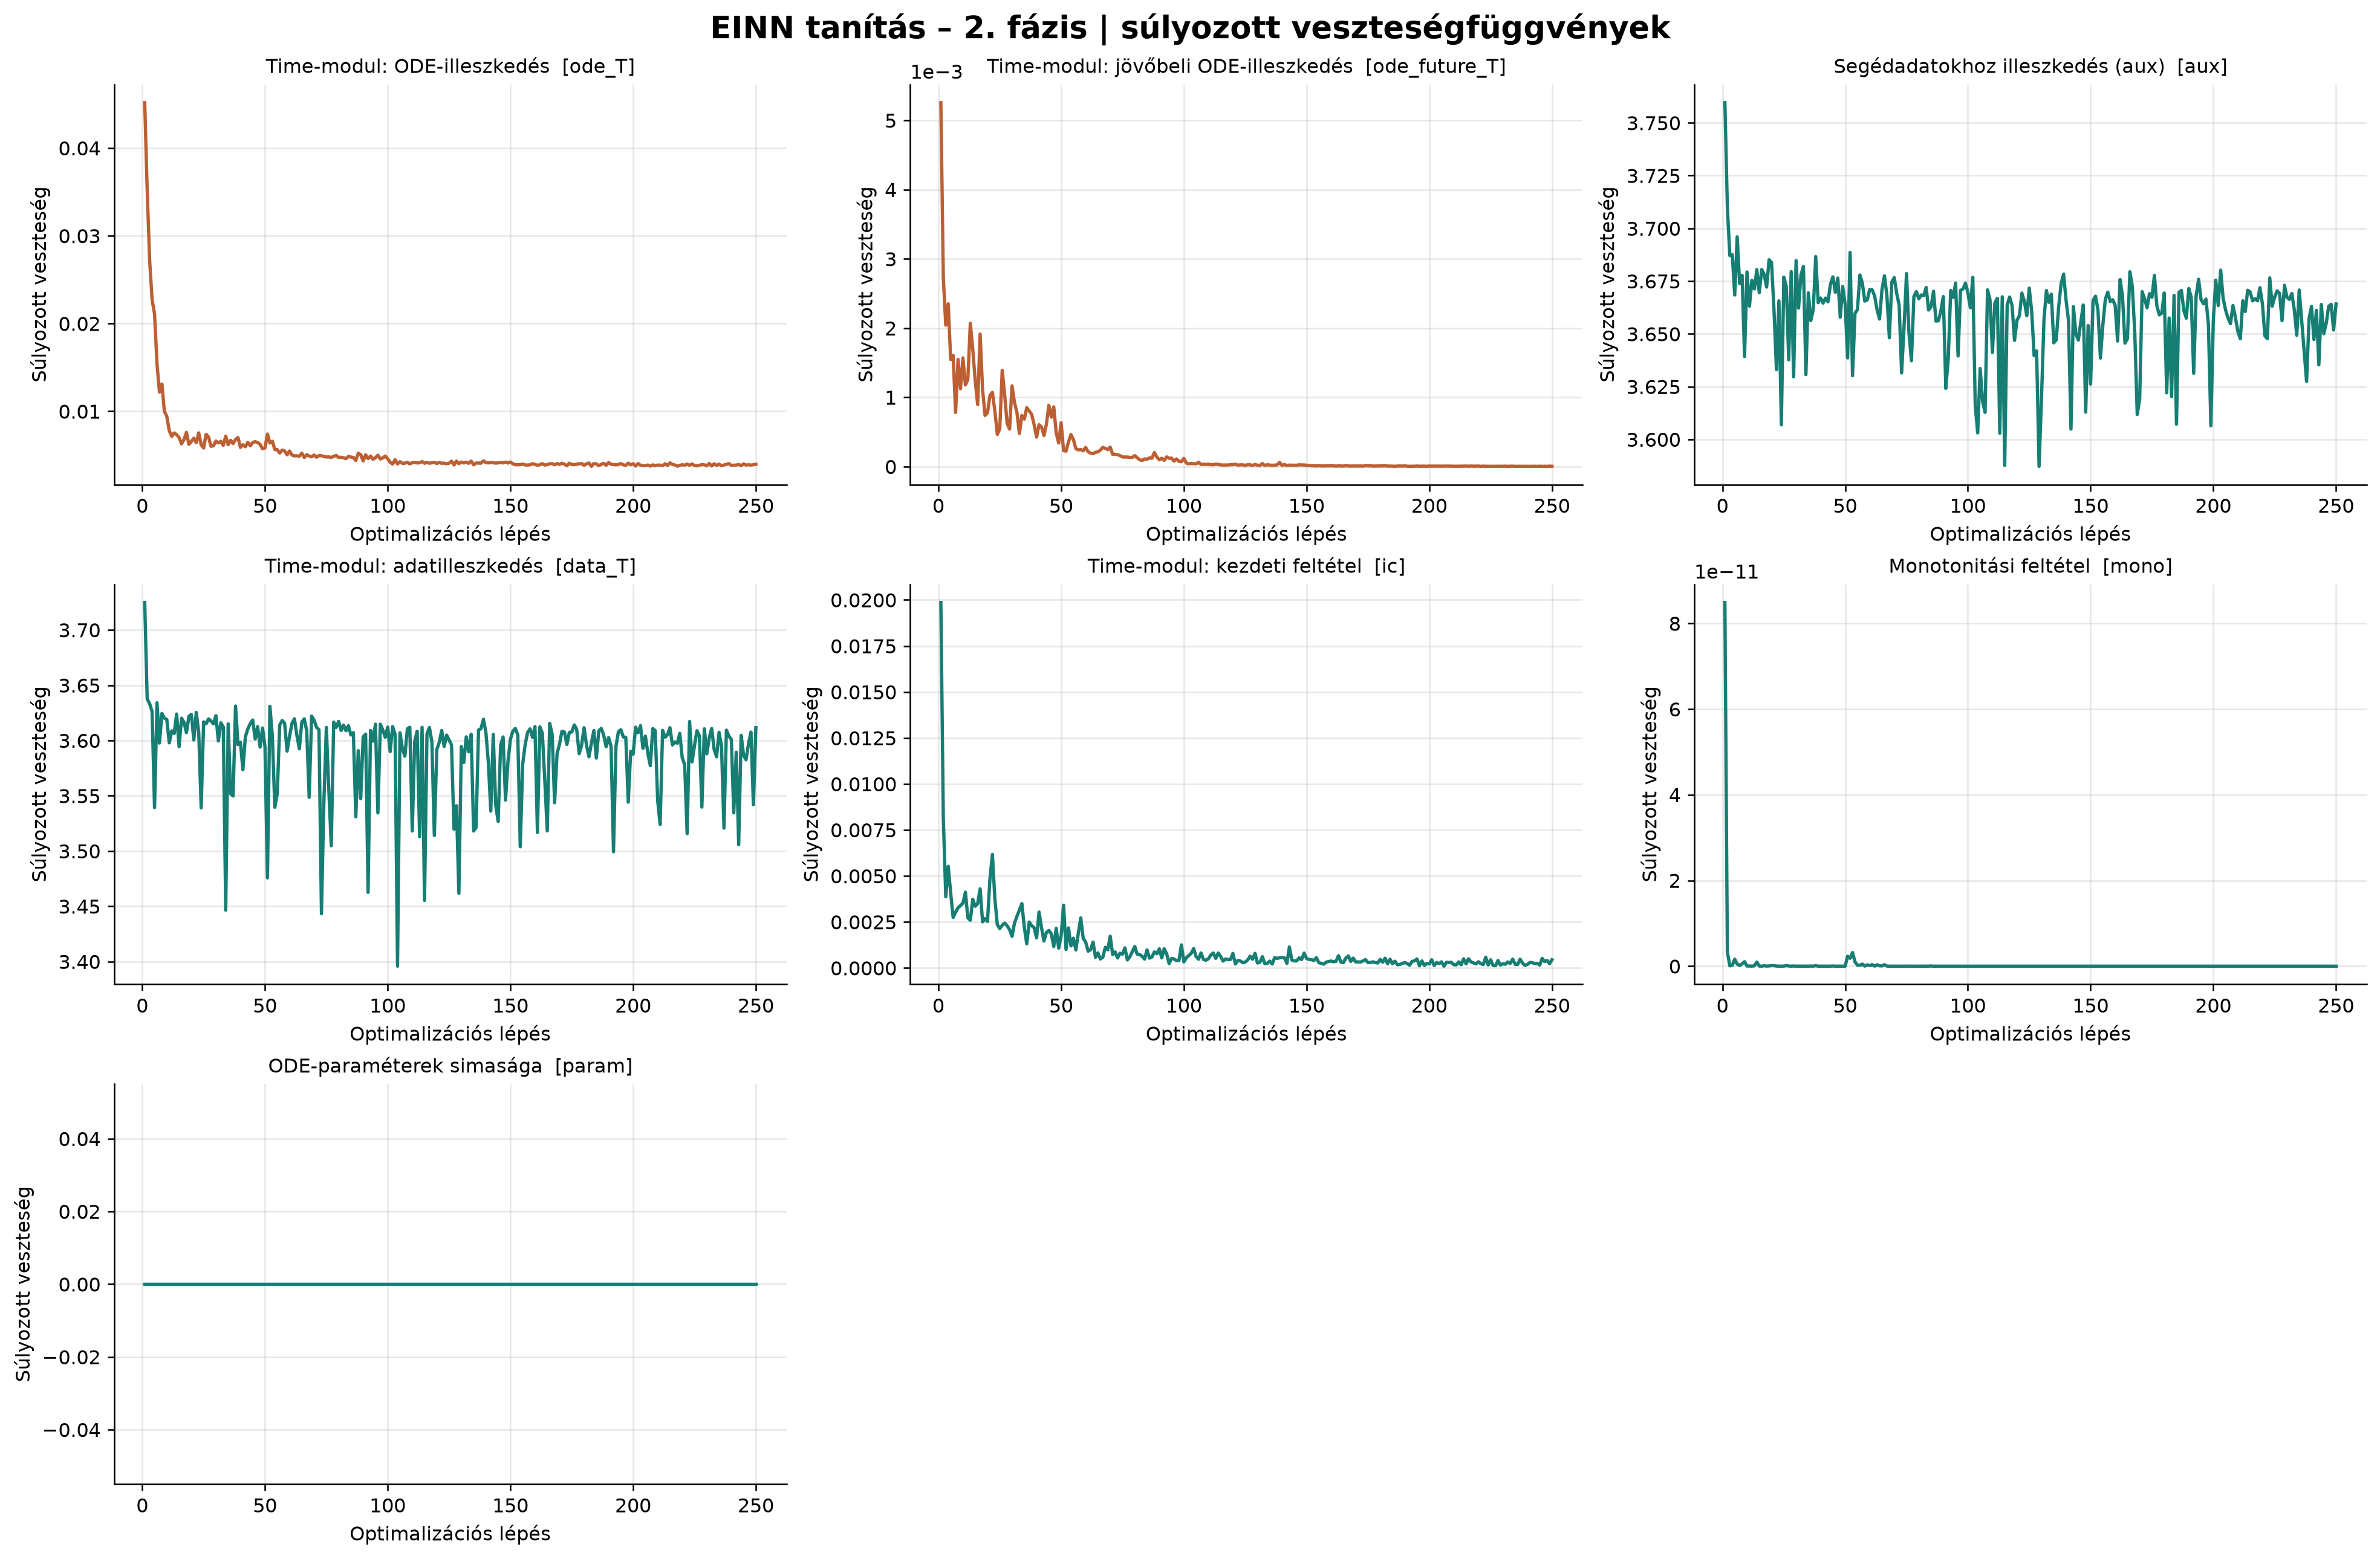 EINN tanítás – 2. fázis | súlyozott veszteségfüggvények
Time-modul: ODE-illeszkedés [ode_T]
Súlyozott veszteség
0.04
0.03
0.02
0.01
0 50 100 150 200 250
Optimalizációs lépés
Time-modul: jövőbeli ODE-illeszkedés [ode_future_T]
1e−3
Súlyozott veszteség
5
4
3
2
1
0
0 50 100 150 200 250
Optimalizációs lépés
Segédadatokhoz illeszkedés (aux) [aux]
Súlyozott veszteség
3.750
3.725
3.700
3.675
3.650
3.625
3.600
0 50 100 150 200 250
Optimalizációs lépés
Time-modul: adatilleszkedés [data_T]
Súlyozott veszteség
3.70
3.65
3.60
3.55
3.50
3.45
3.40
0 50 100 150 200 250
Optimalizációs lépés
Time-modul: kezdeti feltétel [ic]
Súlyozott veszteség
0.0200
0.0175
0.0150
0.0125
0.0100
0.0075
0.0050
0.0025
0.0000
0 50 100 150 200 250
Optimalizációs lépés
Monotonitási feltétel [mono]
1e−11
Súlyozott veszteség
8
6
4
2
0
0 50 100 150 200 250
Optimalizációs lépés
ODE-paraméterek simasága [param]
Súlyozott veszteség
0.04
0.02
0.00
−0.02
−0.04
0 50 100 150 200 250
Optimalizációs lépés